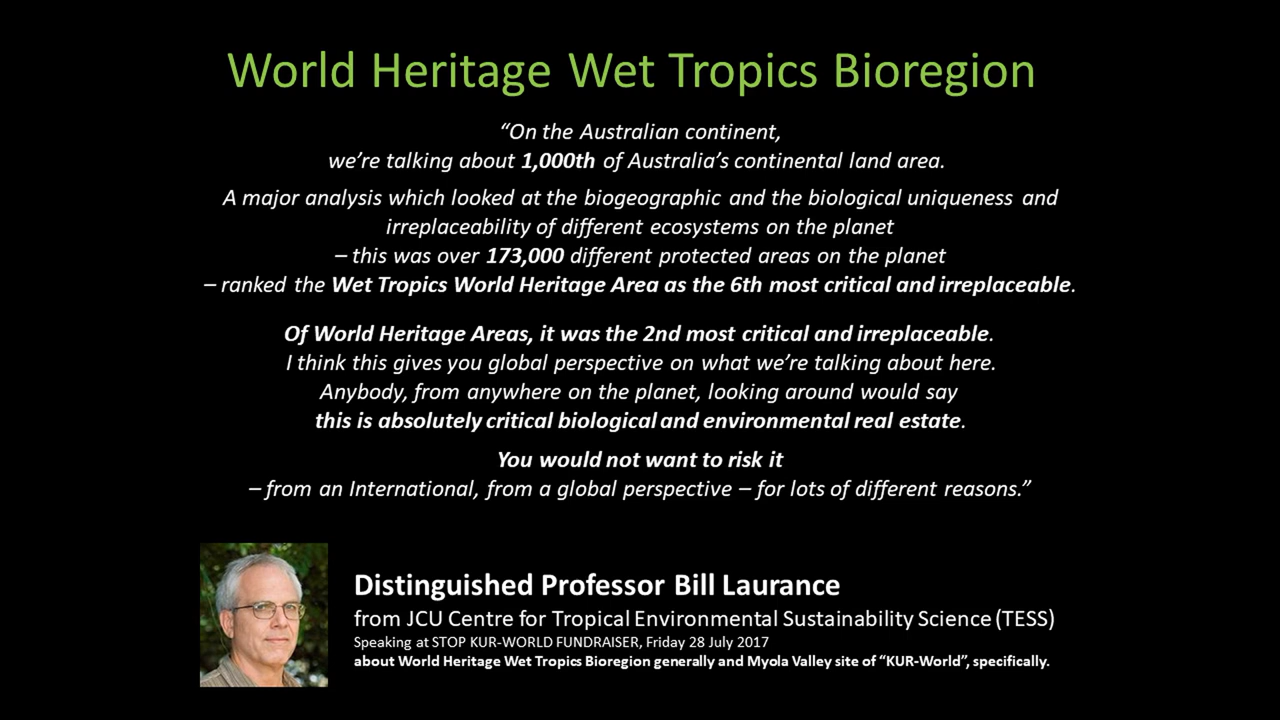 World Heritage Wet Tropics Bioregion
“On the Australian continent,
we’re talking about 1,000th of Australia’s continental land area.
A major analysis which looked at the biogeographic and the biological uniqueness and
irreplaceability of different ecosystems on the planet
– this was over 173,000 different protected areas on the planet
– ranked the Wet Tropics World Heritage Area as the 6th most critical and irreplaceable.
Of World Heritage Areas, it was the 2nd most critical and irreplaceable.
I think this gives you global perspective on what we’re talking about here.
Anybody, from anywhere on the planet, looking around would say
this is absolutely critical biological and environmental real estate.
You would not want to risk it
– from an International, from a global perspective – for lots of different reasons.”
Distinguished Professor Bill Laurance
from JCU Centre for Tropical Environmental Sustainability Science (TESS)
Speaking at STOP KUR-WORLD FUNDRAISER, Friday 28 July 2017
about World Heritage Wet Tropics Bioregion generally and Myola Valley site of “KUR-World”, specifically.